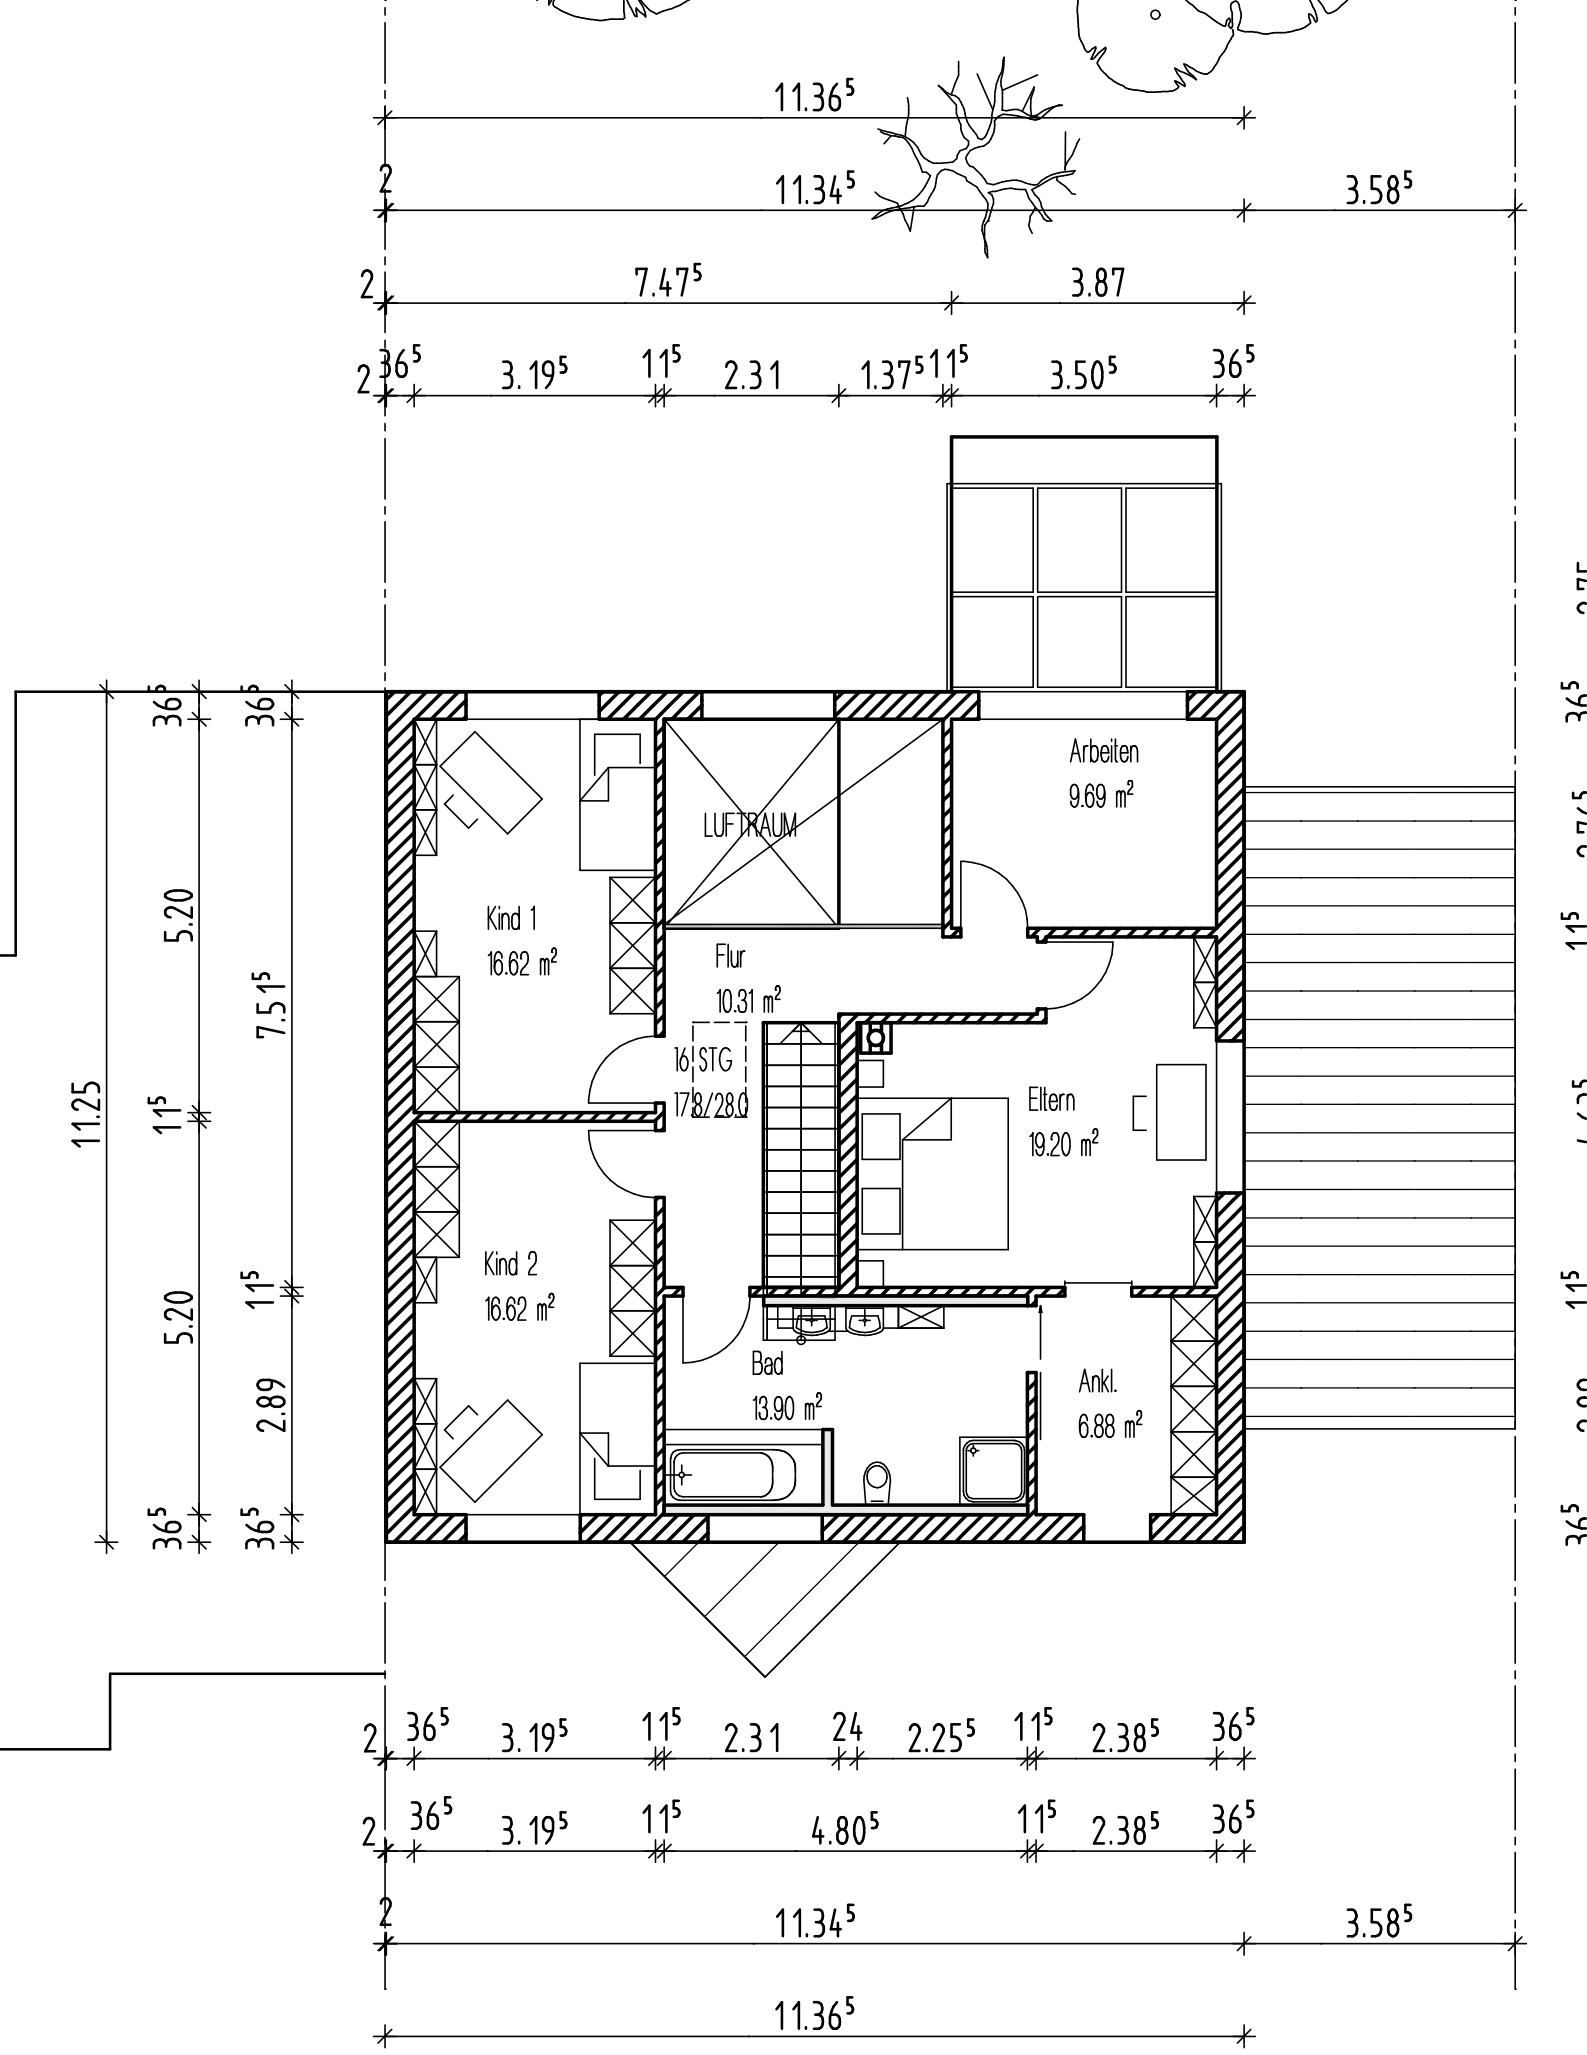 11.36⁵
2 11.34⁵ 3.58⁵
2 7.47⁵ 3.87
2 36⁵ 3.19⁵ 11⁵ 2.31 1.37⁵ 11⁵ 3.50⁵ 36⁵
36⁵ 36⁵ 36⁵
Arbeiten
9.69 m²
LUFTRAUM
5.20
Kind 1
16.62 m²
11⁵
Flur
10.31 m²
7.51⁵
16 STG
17.8/28.0
11.25
11⁵
Eltern
19.20 m²
Kind 2
16.62 m²
11⁵
11⁵
5.20
2.89
Bad
13.90 m²
Ankl.
6.88 m²
36⁵ 36⁵ 36⁵
2 36⁵ 3.19⁵ 11⁵ 2.31 24 2.25⁵ 11⁵ 2.38⁵ 36⁵
2 36⁵ 3.19⁵ 11⁵ 4.80⁵ 11⁵ 2.38⁵ 36⁵
2 11.34⁵ 3.58⁵
11.36⁵